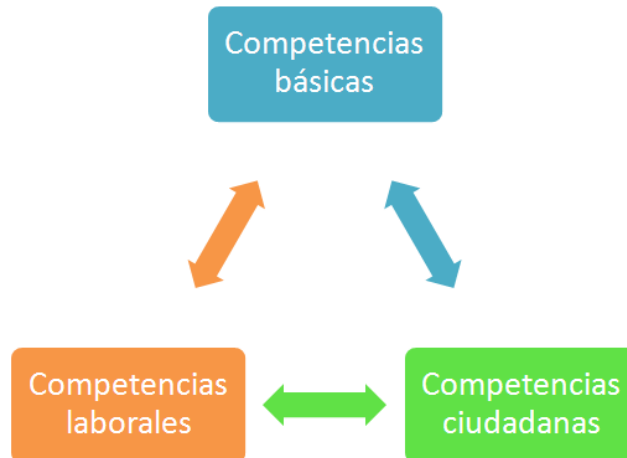 Competencias
básicas
Competencias
laborales
Competencias
ciudadanas